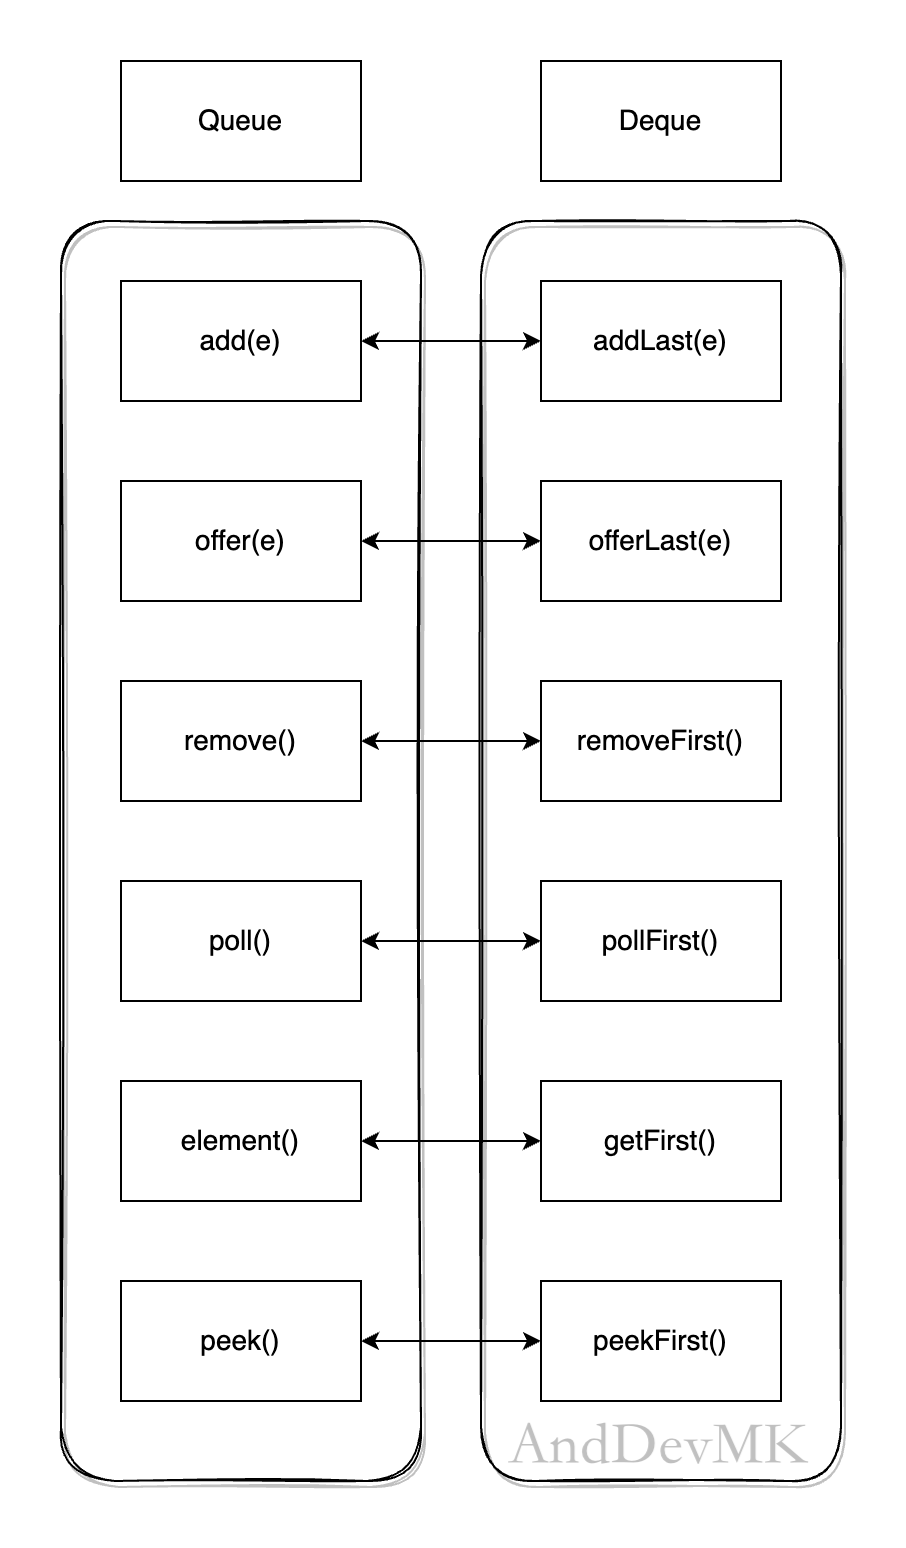 Queue
Deque
add(e)
addLast(e)
offer(e)
offerLast(e)
remove()
removeFirst()
poll()
pollFirst()
element()
getFirst()
peek()
peekFirst()
AndDevMK